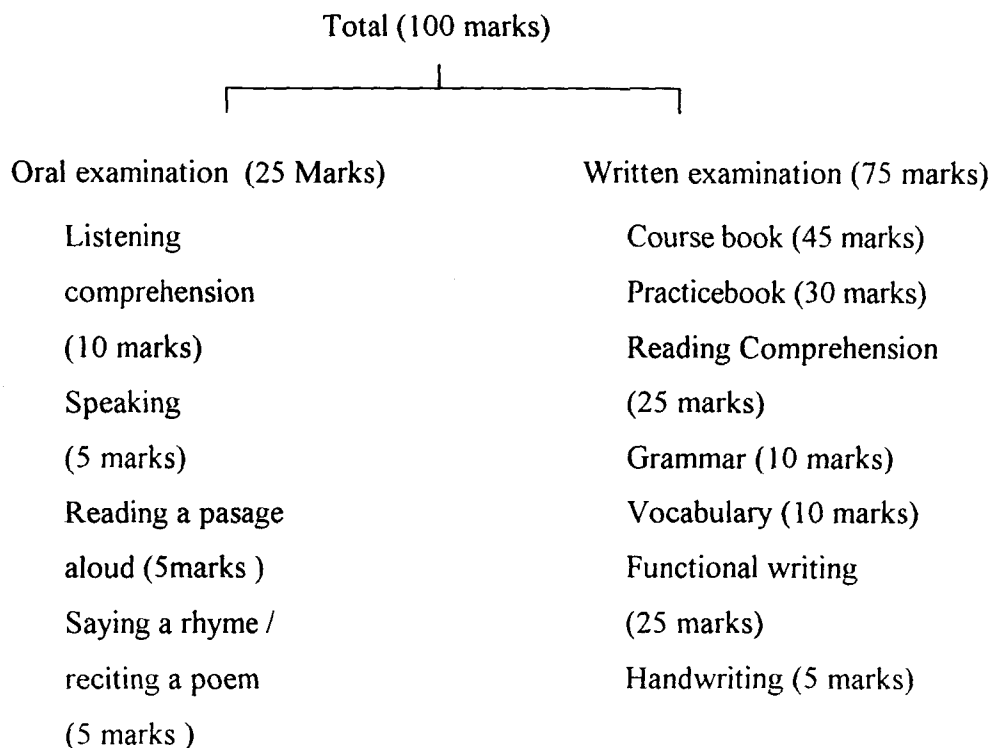 Total (100 marks)
Oral examination (25 Marks)
Listening
comprehension
(10 marks)
Speaking
(5 marks)
Reading a pasage
aloud (5marks )
Saying a rhyme /
reciting a poem
(5 marks )
Written examination (75 marks)
Course book (45 marks)
Practicebook (30 marks)
Reading Comprehension
(25 marks)
Grammar (10 marks)
Vocabulary (10 marks)
Functional writing
(25 marks)
Handwriting (5 marks)